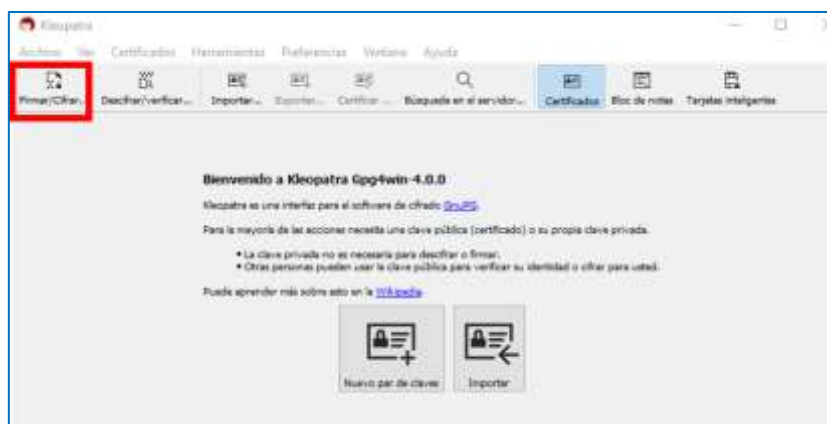 Kleopatra
Archivo Ver Certificados Herramientas Preferencias Ventana Ayuda
Firmar/Cifrar... Descifrar/verificar... Importar... Exportar... Certificar ... Búsqueda en el servidor... Certificados Bloc de notas Tarjetas inteligentes
Bienvenido a Kleopatra Gpg4win-4.0.0
Kleopatra es una interfaz para el software de cifrado GnuPG.
Para la mayoría de las acciones necesita una clave pública (certificado) o su propia clave privada.
• La clave privada no es necesaria para descifrar o firmar.
• Otras personas pueden usar la clave pública para verificar su identidad o cifrar para usted.
Puede aprender más sobre esto en la Wikipedia.
Nuevo par de claves Importar